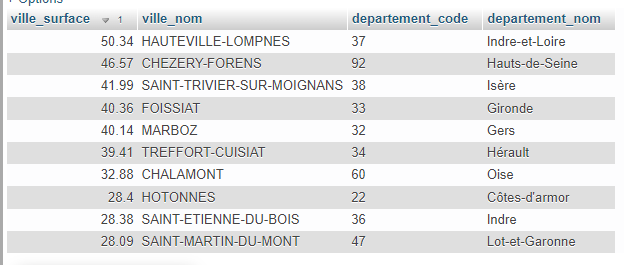 + Options
ville_surface 1 ville_nom departement_code departement_nom
50.34 HAUTEVILLE-LOMPNES 37 Indre-et-Loire
46.57 CHEZERY-FORENS 92 Hauts-de-Seine
41.99 SAINT-TRIVIER-SUR-MOIGNANS 38 Isère
40.36 FOISSIAT 33 Gironde
40.14 MARBOZ 32 Gers
39.41 TREFFORT-CUISIAT 34 Hérault
32.88 CHALAMONT 60 Oise
28.4 HOTONNES 22 Côtes-d'armor
28.38 SAINT-ETIENNE-DU-BOIS 36 Indre
28.09 SAINT-MARTIN-DU-MONT 47 Lot-et-Garonne